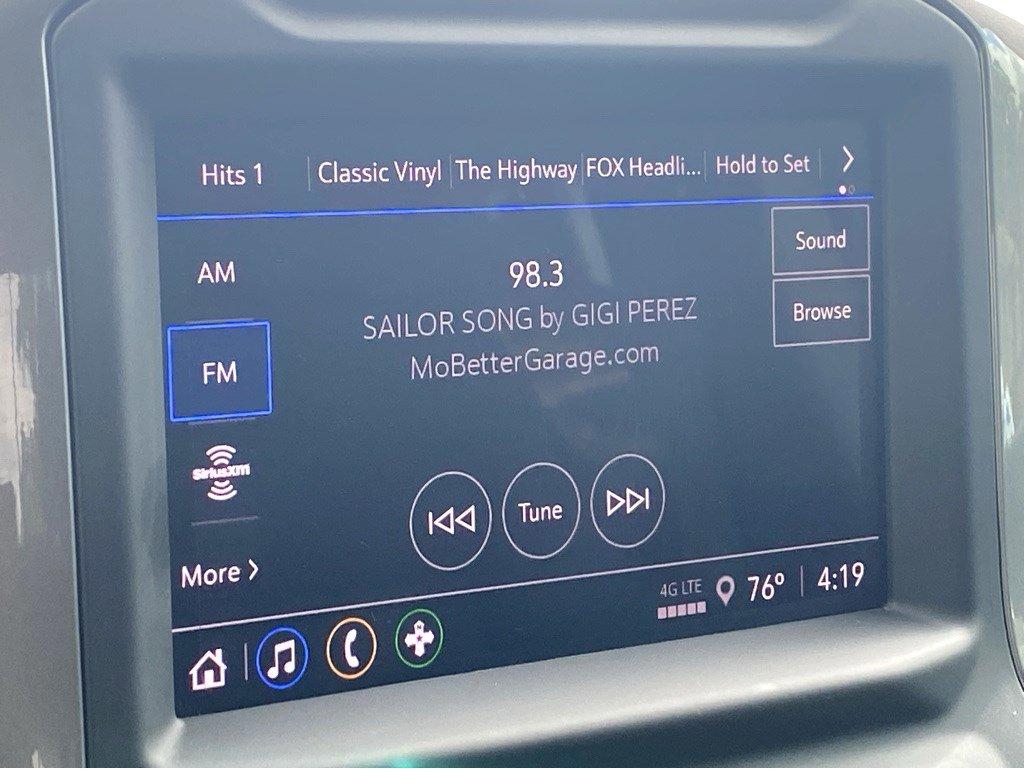 Hits 1 Classic Vinyl The Highway FOX Headli... Hold to Set
AM
98.3
Sound
SAILOR SONG by GIGI PEREZ
Browse
FM
MoBetterGarage.com
SiriusXM
Tune
More >
4G LTE 76° 4:19